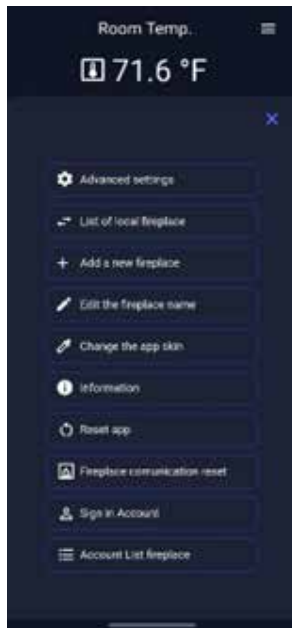 Room Temp.
71.6 °F
Advanced settings
List of local fireplace
Add a new fireplace
Edit the fireplace name
Change the app skin
Information
Reset app
Fireplace comunication reset
Sign in Account
Account List fireplace